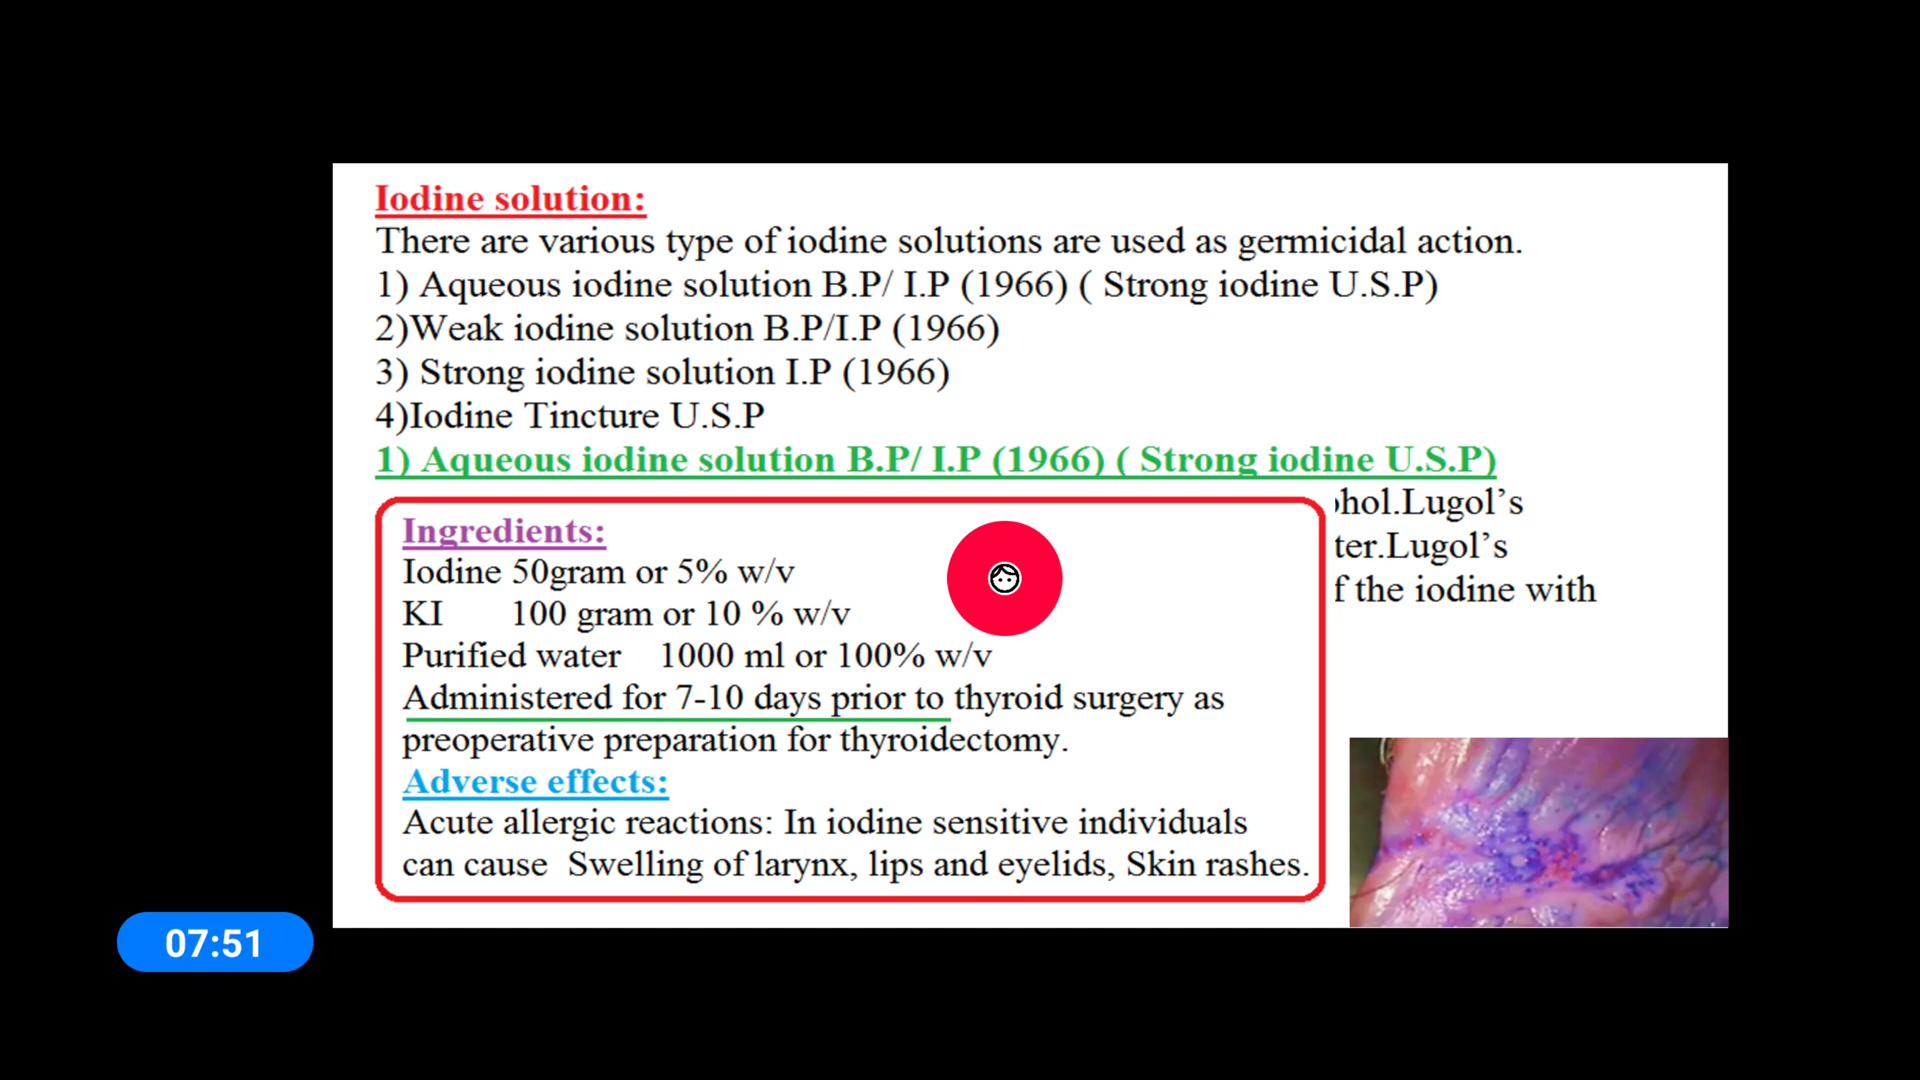 Iodine solution:
There are various type of iodine solutions are used as germicidal action.
1) Aqueous iodine solution B.P/ I.P (1966) ( Strong iodine U.S.P)
2)Weak iodine solution B.P/I.P (1966)
3) Strong iodine solution I.P (1966)
4)Iodine Tincture U.S.P
1) Aqueous iodine solution B.P/ I.P (1966) ( Strong iodine U.S.P)
hol.Lugol’s
ter.Lugol’s
f the iodine with
Ingredients:
Iodine 50gram or 5% w/v
KI 100 gram or 10 % w/v
Purified water 1000 ml or 100% w/v
Administered for 7-10 days prior to thyroid surgery as
preoperative preparation for thyroidectomy.
Adverse effects:
Acute allergic reactions: In iodine sensitive individuals
can cause Swelling of larynx, lips and eyelids, Skin rashes.
07:51